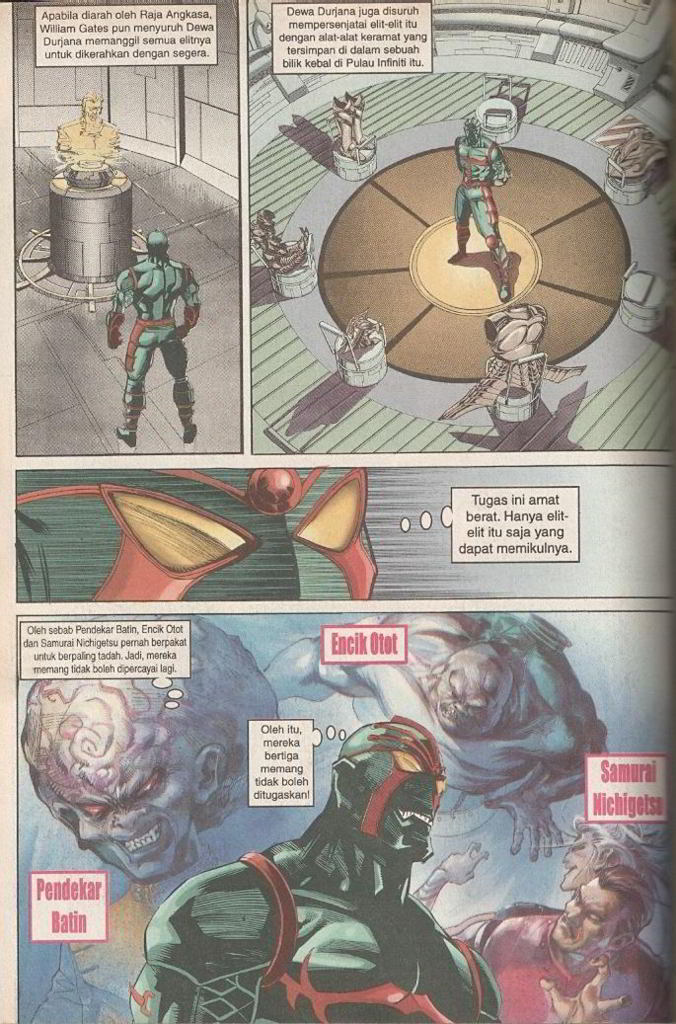 Apabila diarah oleh Raja Angkasa,
William Gates pun menyuruh Dewa
Durjana memanggil semua elitnya
untuk dikerahkan dengan segera.
Dewa Durjana juga disuruh
mempersenjatai elit-elit itu
dengan alat-alat keramat yang
tersimpan di dalam sebuah
bilik kebal di Pulau Infiniti itu.
Tugas ini amat
berat. Hanya elit-
elit itu saja yang
dapat memikulnya.
Oleh sebab Pendekar Batin, Encik Otot
dan Samurai Nichigetsu pernah berpakat
untuk berpaling tadah. Jadi, mereka
memang tidak boleh dipercayai lagi.
Encik Otot
Oleh itu,
mereka
bertiga
memang
tidak boleh
ditugaskan!
Samurai
Nichigetsu
Pendekar
Batin